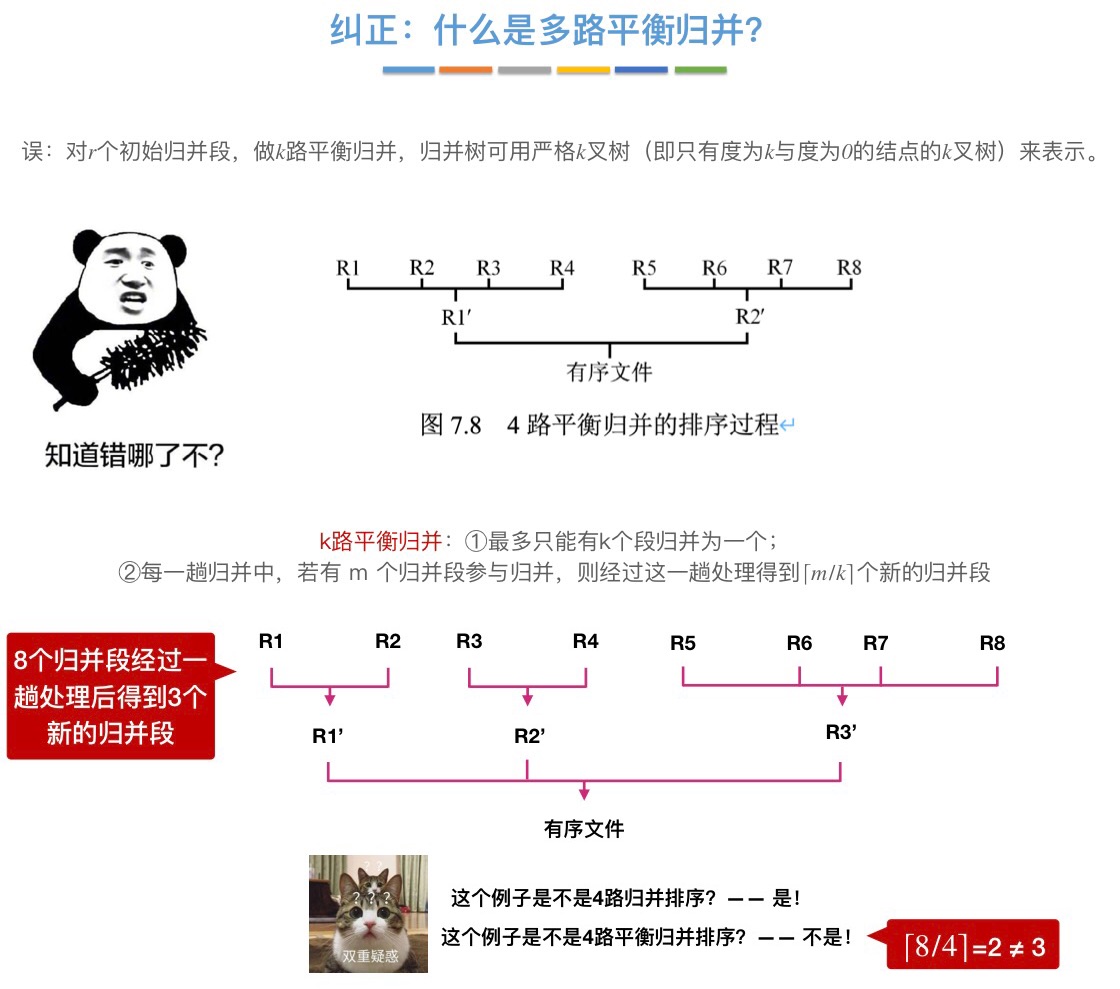 纠正：什么是多路平衡归并？
误：对r个初始归并段，做k路平衡归并，归并树可用严格k叉树（即只有度为k与度为0的结点的k叉树）来表示。
R1 R2 R3 R4 R5 R6 R7 R8
R1′ R2′
有序文件
图 7.8 4 路平衡归并的排序过程↵
知道错哪了不？
k路平衡归并：①最多只能有k个段归并为一个；
②每一趟归并中，若有 m 个归并段参与归并，则经过这一趟处理得到⌈m/k⌉个新的归并段
8个归并段经过一
趟处理后得到3个
新的归并段
R1 R2 R3 R4 R5 R6 R7 R8
R1’ R2’ R3’
有序文件
? ?
? ? ?
双重疑惑
这个例子是不是4路归并排序？—— 是！
这个例子是不是4路平衡归并排序？—— 不是！
⌈8/4⌉=2 ≠ 3